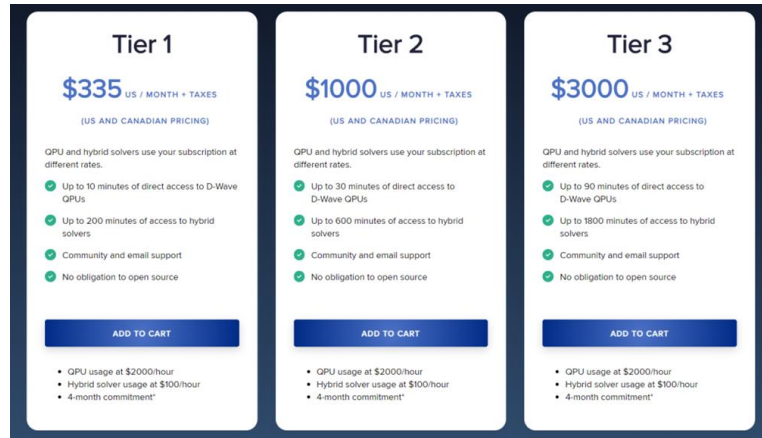 Tier 1
$335 US / MONTH + TAXES
(US AND CANADIAN PRICING)
QPU and hybrid solvers use your subscription at
different rates.
Up to 10 minutes of direct access to D-Wave
QPUs
Up to 200 minutes of access to hybrid
solvers
Community and email support
No obligation to open source
ADD TO CART
• QPU usage at $2000/hour
• Hybrid solver usage at $100/hour
• 4-month commitment*
Tier 2
$1000 US / MONTH + TAXES
(US AND CANADIAN PRICING)
QPU and hybrid solvers use your subscription at
different rates.
Up to 30 minutes of direct access to
D-Wave QPUs
Up to 600 minutes of access to hybrid
solvers
Community and email support
No obligation to open source
ADD TO CART
• QPU usage at $2000/hour
• Hybrid solver usage at $100/hour
• 4-month commitment*
Tier 3
$3000 US / MONTH + TAXES
(US AND CANADIAN PRICING)
QPU and hybrid solvers use your subscription at
different rates.
Up to 90 minutes of direct access to
D-Wave QPUs
Up to 1800 minutes of access to hybrid
solvers
Community and email support
No obligation to open source
ADD TO CART
• QPU usage at $2000/hour
• Hybrid solver usage at $100/hour
• 4-month commitment*